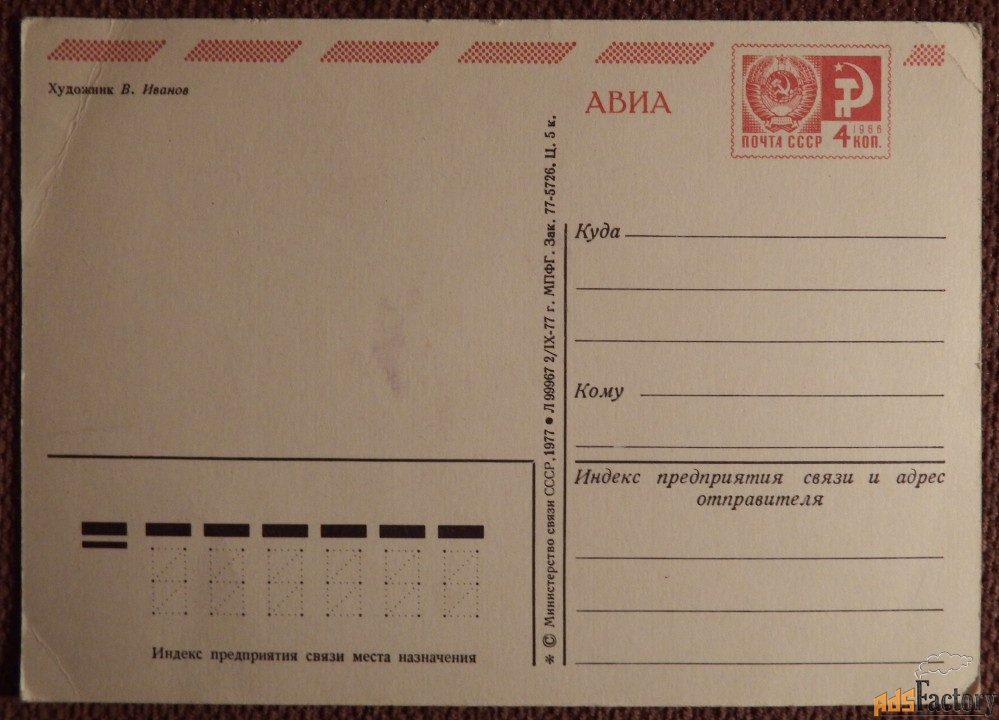 Художник В. Иванов
АВИА
1966
ПОЧТА СССР 4 КОП.
Куда
Кому
Индекс предприятия связи и адрес
отправителя
* © Министерство связи СССР, 1977 ● Л 99967 2/IX-77 г. МПФГ. Зак. 77-5726. Ц. 5 к.
Индекс предприятия связи места назначения
adsFactory